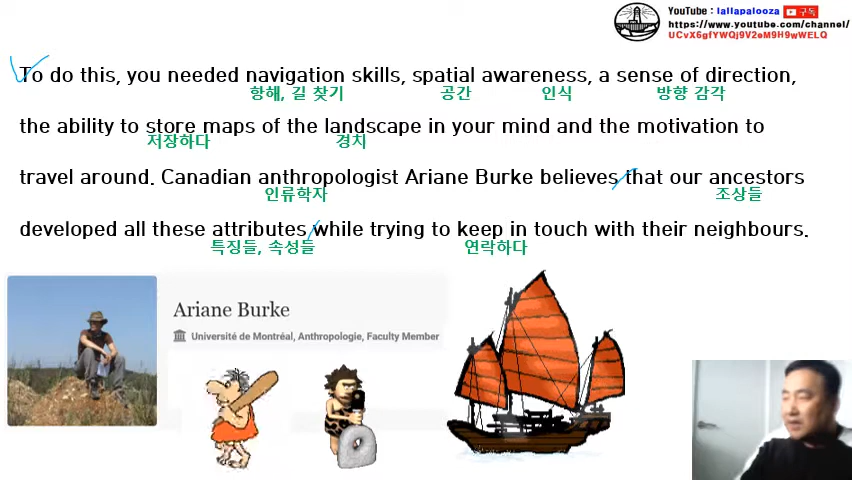 YouTube : lallapalooza 구독
https://www.youtube.com/channel/
UCvX6gfYWQj9V2eM9H9wWELQ
To do this, you needed navigation skills, spatial awareness, a sense of direction,
항해, 길 찾기 공간 인식 방향 감각
the ability to store maps of the landscape in your mind and the motivation to
저장하다 경치
travel around. Canadian anthropologist Ariane Burke believes that our ancestors
인류학자 조상들
developed all these attributes while trying to keep in touch with their neighbours.
특징들, 속성들 연락하다
Ariane Burke
Université de Montréal, Anthropologie, Faculty Member